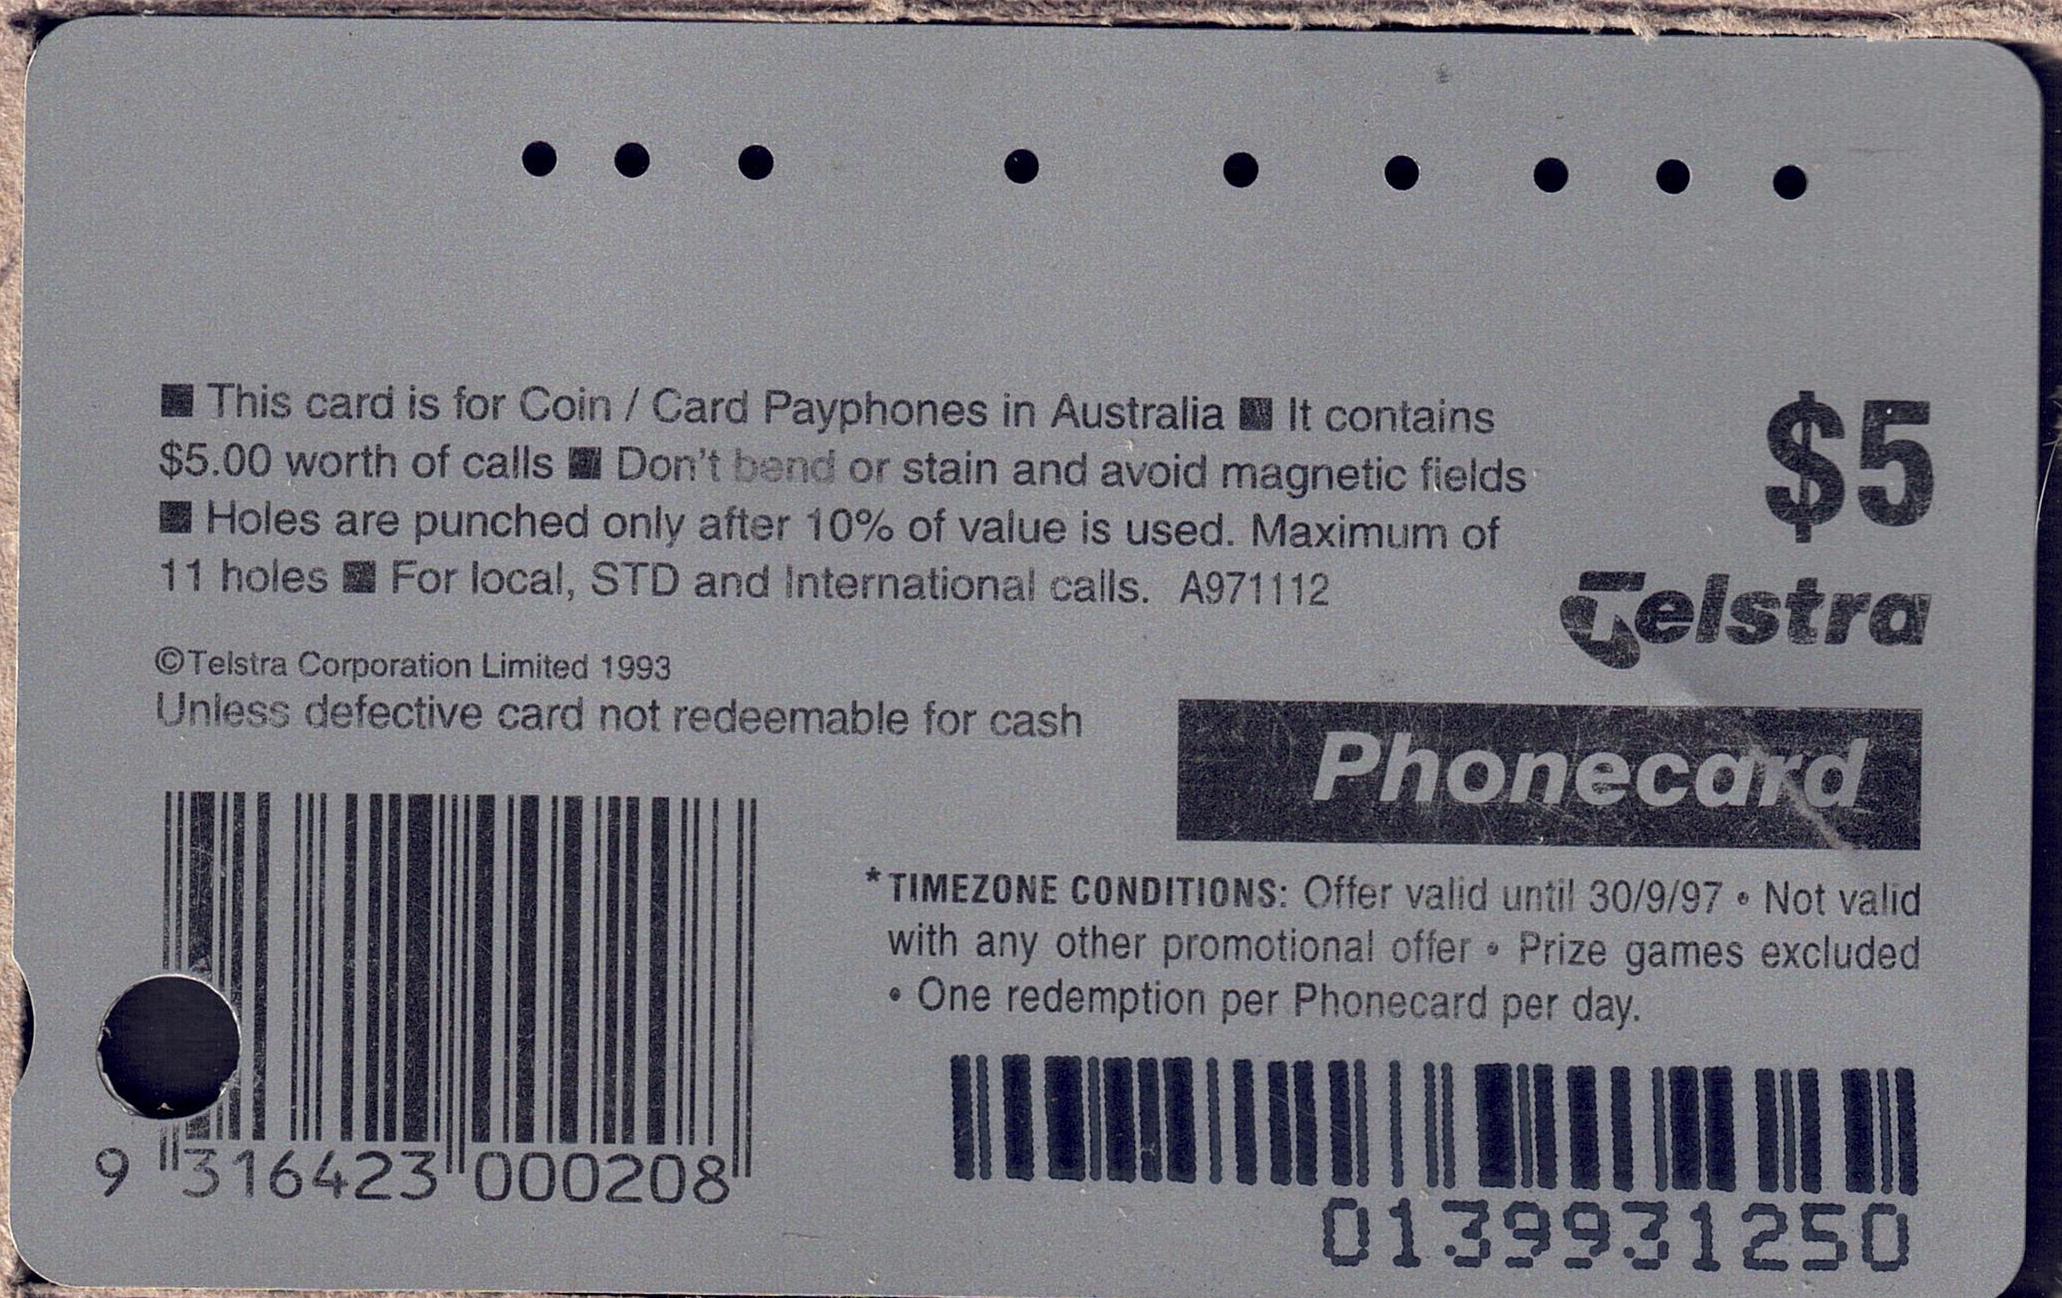 ■ This card is for Coin / Card Payphones in Australia ■ It contains
$5.00 worth of calls ■ Don't bend or stain and avoid magnetic fields
■ Holes are punched only after 10% of value is used. Maximum of
11 holes ■ For local, STD and International calls. A971112
$5
Telstra
©Telstra Corporation Limited 1993
Unless defective card not redeemable for cash
Phonecard
*TIMEZONE CONDITIONS: Offer valid until 30/9/97 • Not valid
with any other promotional offer • Prize games excluded
• One redemption per Phonecard per day.
9 316423 000208
0139931250